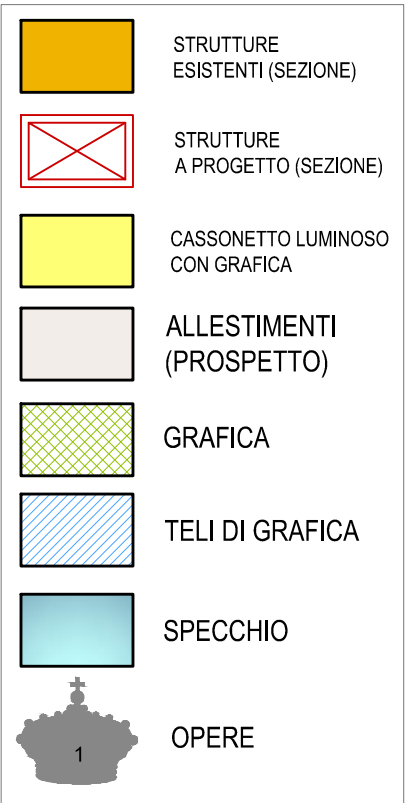 STRUTTURE
ESISTENTI (SEZIONE)
STRUTTURE
A PROGETTO (SEZIONE)
CASSONETTO LUMINOSO
CON GRAFICA
ALLESTIMENTI
(PROSPETTO)
GRAFICA
TELI DI GRAFICA
SPECCHIO
1
OPERE